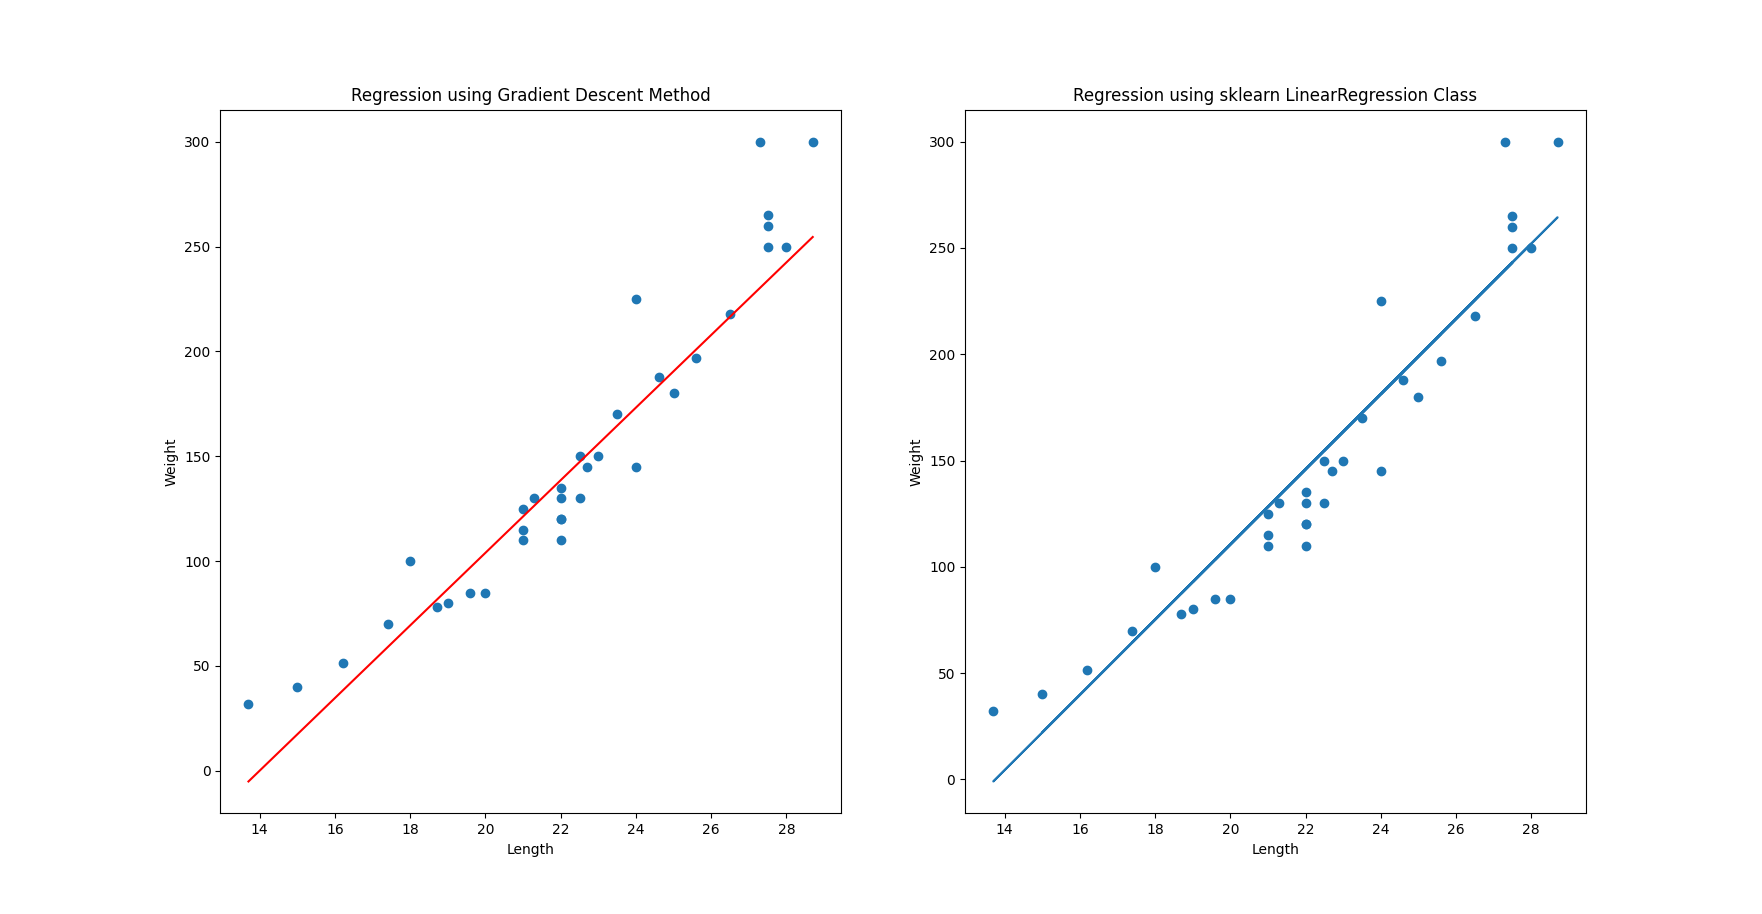 Regression using Gradient Descent Method
300
250
200
150
100
50
0
Weight
14 16 18 20 22 24 26 28
Length
Regression using sklearn LinearRegression Class
300
250
200
150
100
50
0
Weight
14 16 18 20 22 24 26 28
Length